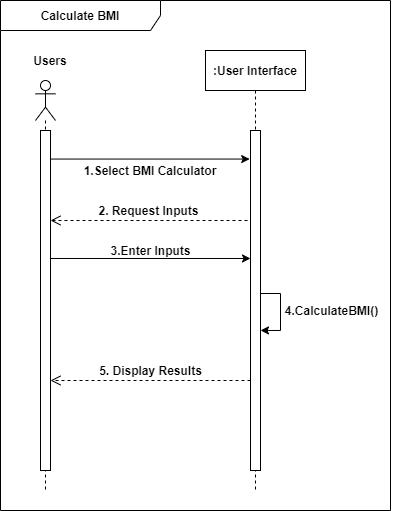 Calculate BMI
Users
:User Interface
1.Select BMI Calculator
2. Request Inputs
3.Enter Inputs
4.CalculateBMI()
5. Display Results